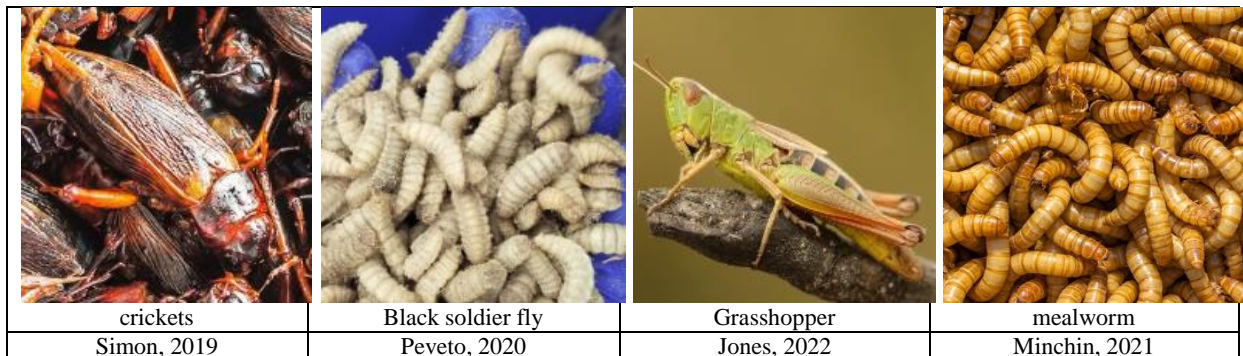 crickets Black soldier fly Grasshopper mealworm
Simon, 2019 Peveto, 2020 Jones, 2022 Minchin, 2021